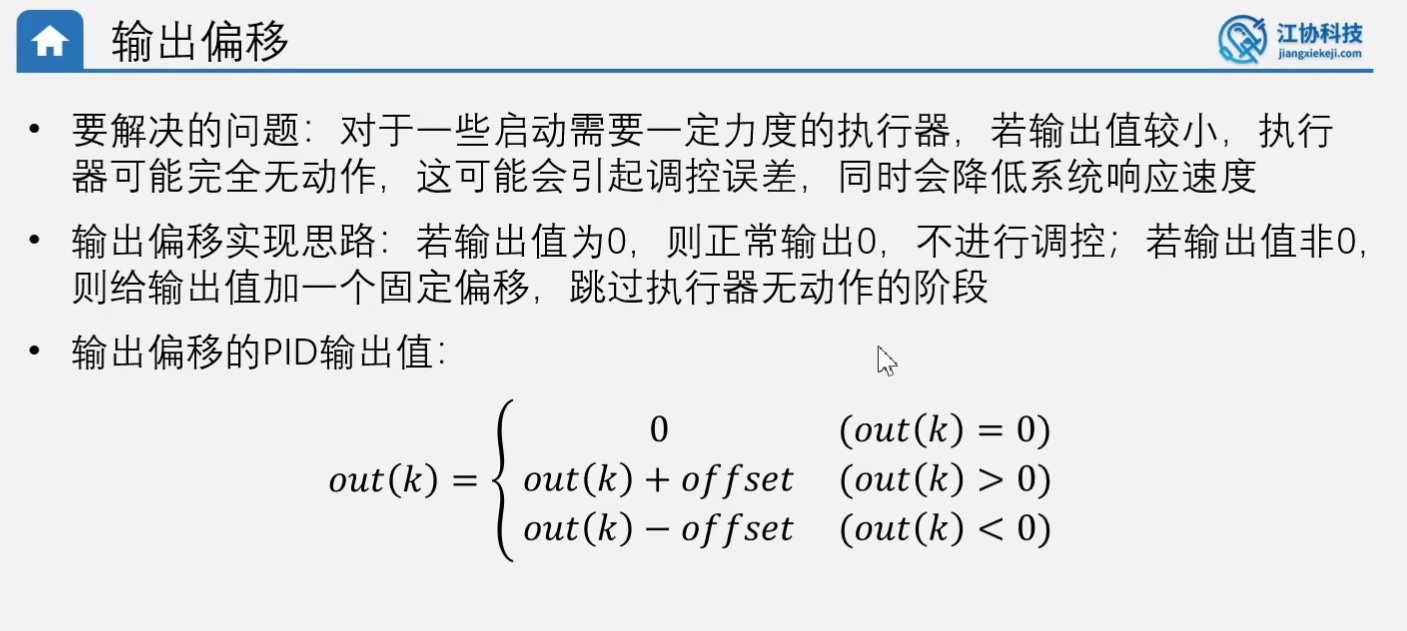 输出偏移
江协科技
jiangxiekeji.com
• 要解决的问题：对于一些启动需要一定力度的执行器，若输出值较小，执行
器可能完全无动作，这可能会引起调控误差，同时会降低系统响应速度
• 输出偏移实现思路：若输出值为0，则正常输出0，不进行调控；若输出值非0，
则给输出值加一个固定偏移，跳过执行器无动作的阶段
• 输出偏移的PID输出值：
0 (out(k) = 0)
out(k) = { out(k) + offset (out(k) > 0)
out(k) − offset (out(k) < 0)